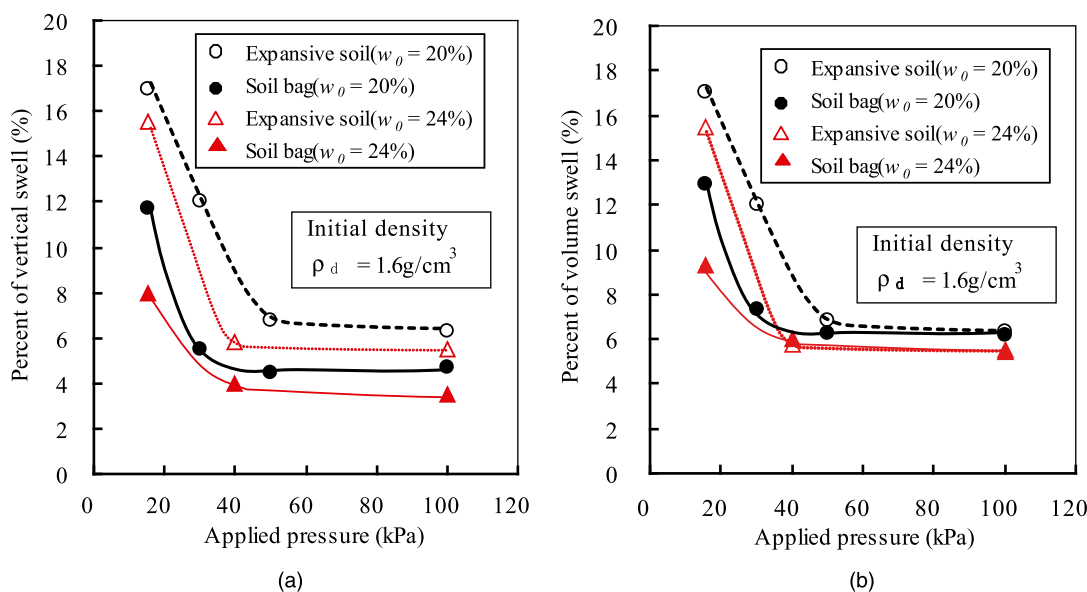 20
18
16
14
12
10
8
6
4
2
0
Percent of vertical swell (%)
Expansive soil(w0 = 20%)
Soil bag(w0 = 20%)
Expansive soil(w0 = 24%)
Soil bag(w0 = 24%)
Initial density
ρd = 1.6g/cm3
0 20 40 60 80 100 120
Applied pressure (kPa)
(a)
20
18
16
14
12
10
8
6
4
2
0
Percent of volume swell (%)
Expansive soil(w0 = 20%)
Soil bag(w0 = 20%)
Expansive soil(w0 = 24%)
Soil bag(w0 = 24%)
Initial density
ρd = 1.6g/cm3
0 20 40 60 80 100 120
Applied pressure (kPa)
(b)